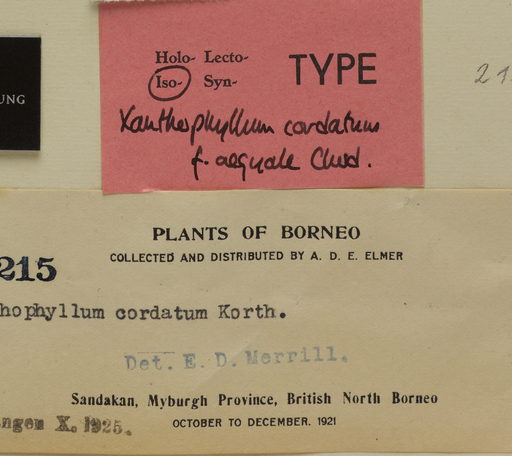 UNG
Holo- Lecto-
Iso- Syn-
TYPE
Xanthophyllum cordatum
f. aequale Chod.
21
PLANTS OF BORNEO
COLLECTED AND DISTRIBUTED BY A. D. E. ELMER
215
hophyllum cordatum Korth.
Det. E. D. Merrill.
Sandakan, Myburgh Province, British North Borneo
OCTOBER TO DECEMBER. 1921
ngen X. 1925.